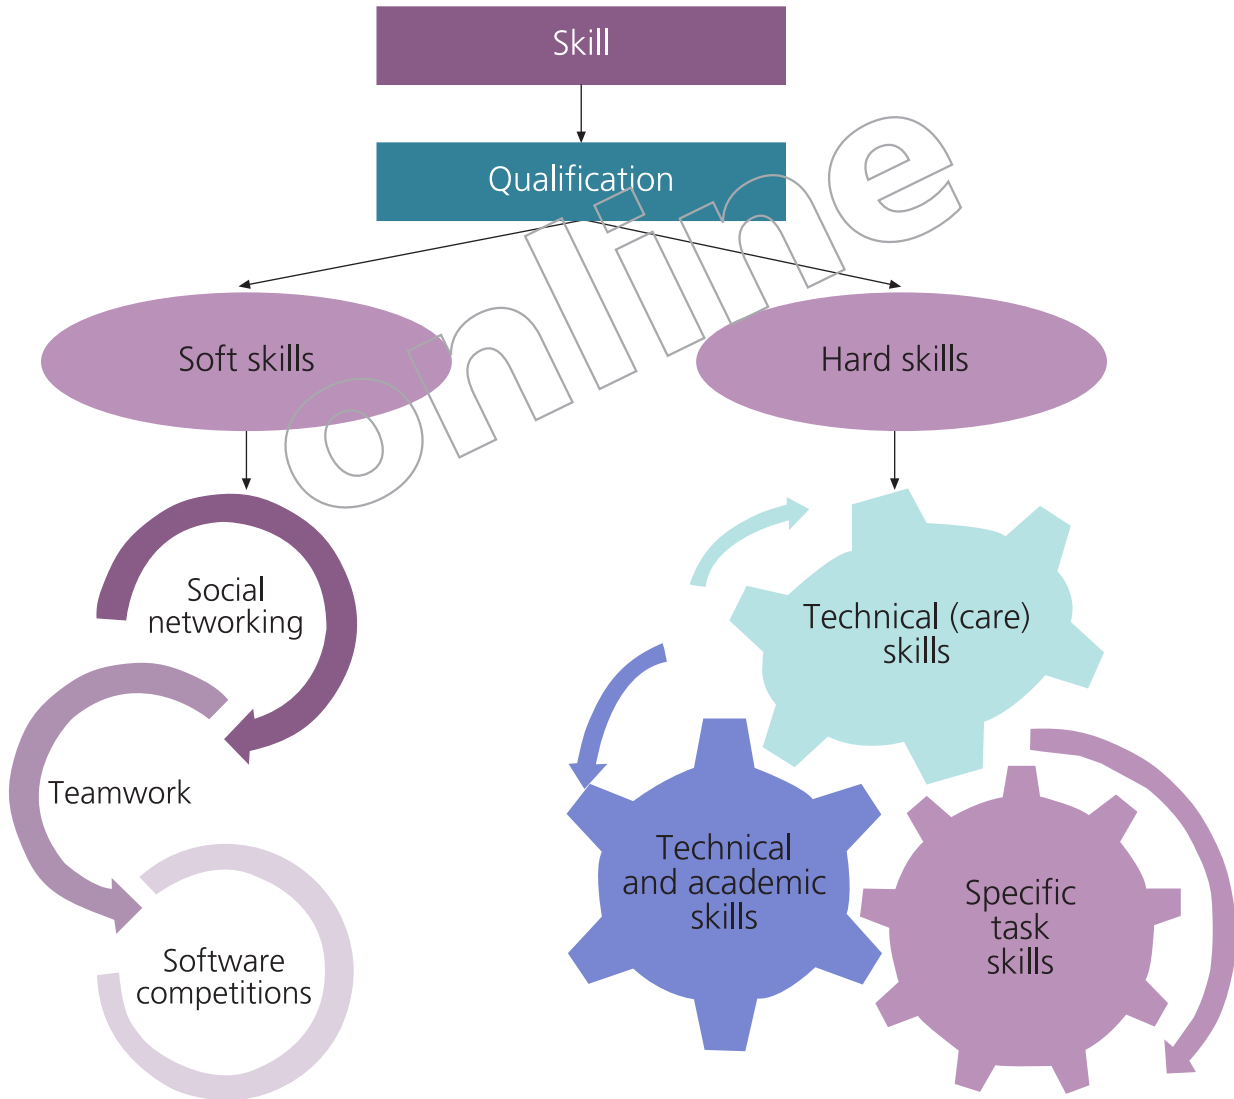 Skill
Qualification
online
Soft skills
Hard skills
Social
networking
Teamwork
Software
competitions
Technical (care)
skills
Technical
and academic
skills
Specific
task
skills